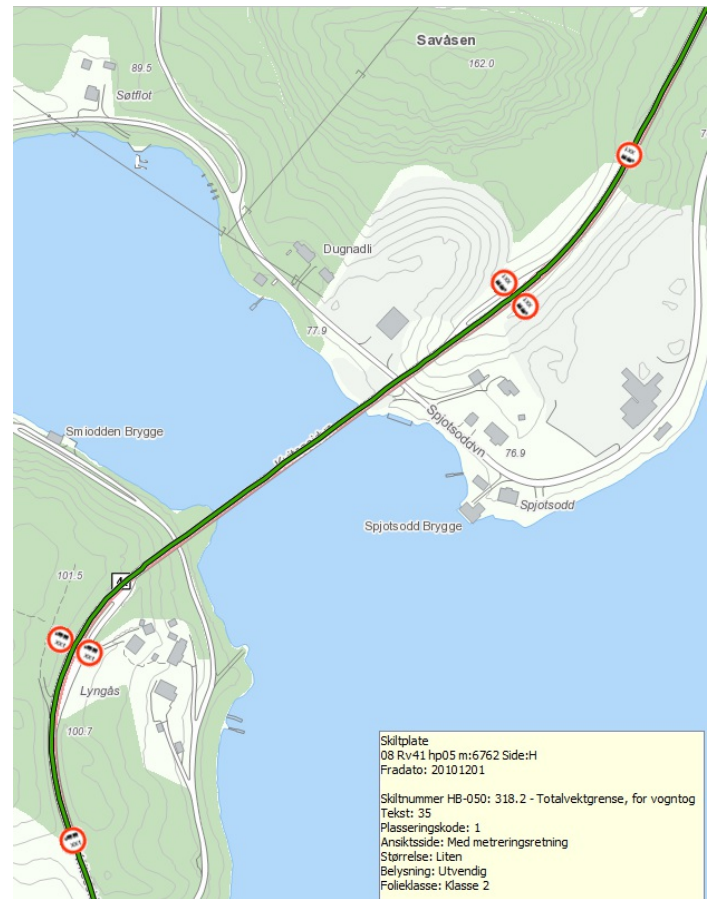 Savåsen
162.0
89.5
Søtflot
Dugnadli
77.9
Smiodden Brygge
Spjotsoddvn
76.9
Spjotsodd
Spjotsodd Brygge
101.5
Lyngås
100.7
Skiltplate
08 Rv41 hp05 m:6762 Side:H
Fradato: 20101201
Skiltnummer HB-050: 318.2 - Totalvektgrense, for vogntog
Tekst: 35
Plasseringskode: 1
Ansiktsside: Med metreringsretning
Størrelse: Liten
Belysning: Utvendig
Folieklasse: Klasse 2